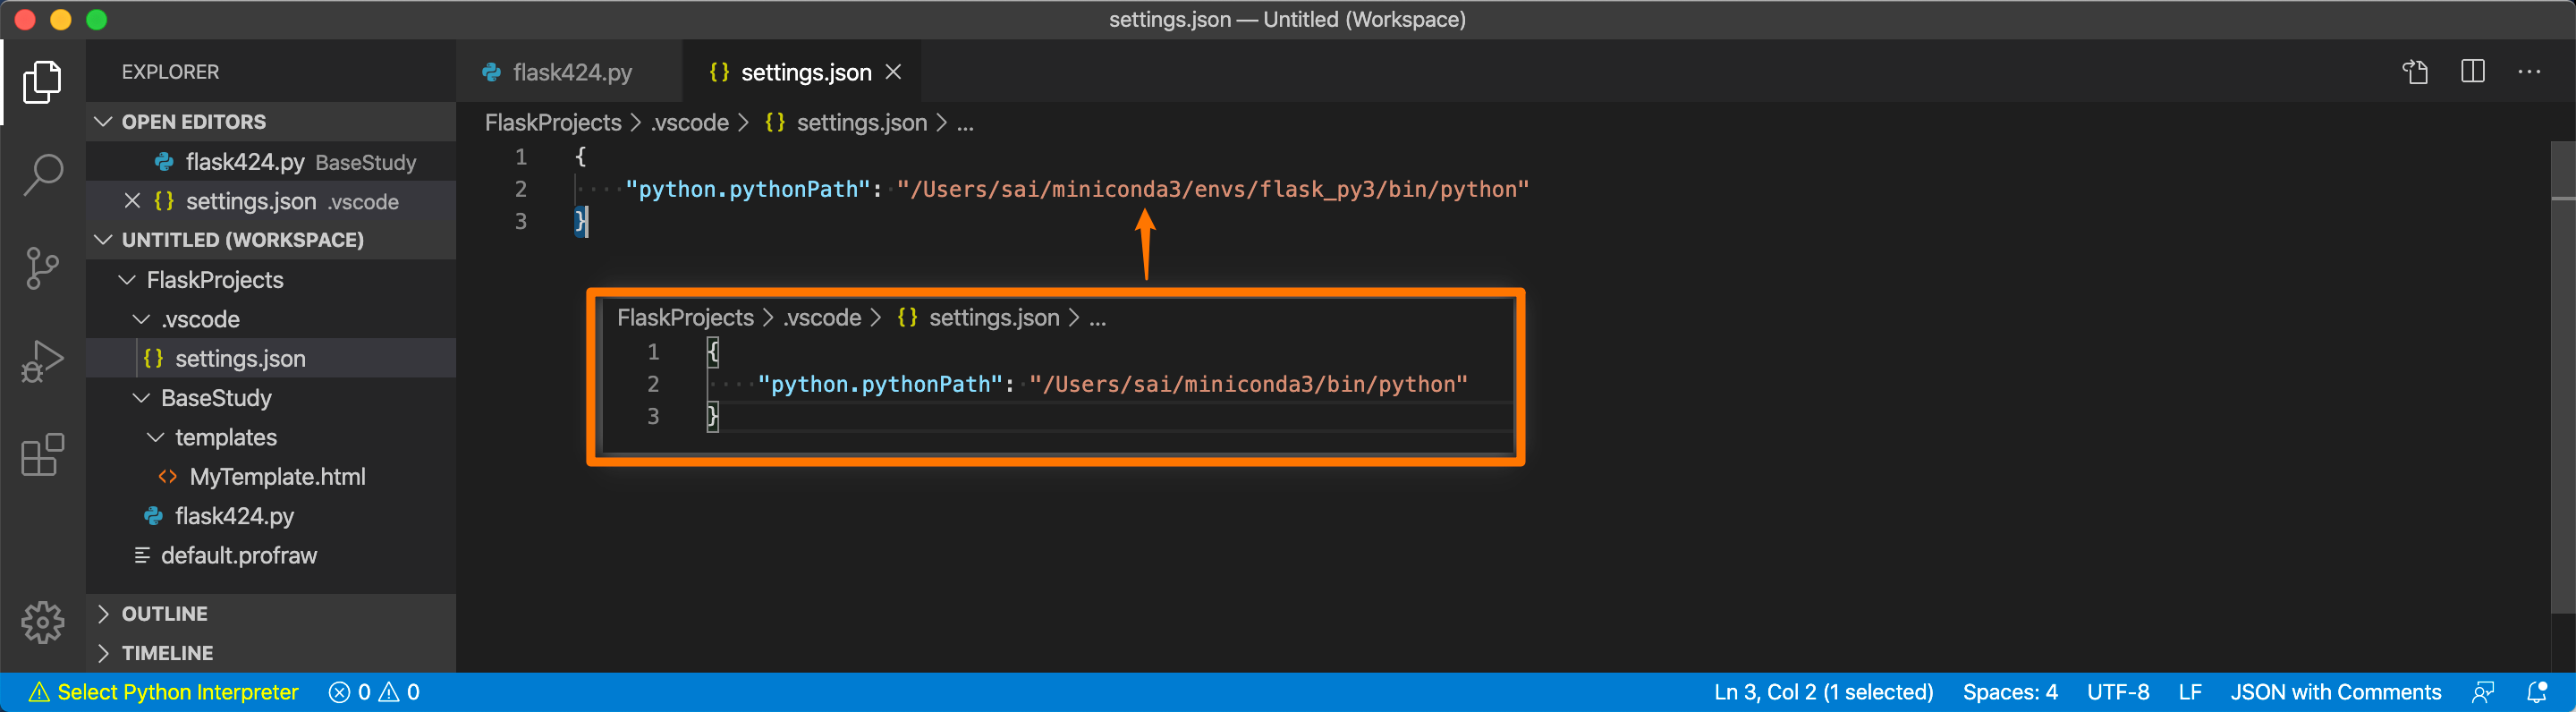 settings.json — Untitled (Workspace)
EXPLORER
OPEN EDITORS
flask424.py BaseStudy
settings.json .vscode
UNTITLED (WORKSPACE)
FlaskProjects
.vscode
{} settings.json
BaseStudy
templates
<> MyTemplate.html
flask424.py
default.profraw
OUTLINE
TIMELINE
flask424.py
{} settings.json
FlaskProjects > .vscode > {} settings.json > ...
1 {
2 "python.pythonPath": "/Users/sai/miniconda3/envs/flask_py3/bin/python"
3 }
FlaskProjects > .vscode > {} settings.json > ...
1 {
2 "python.pythonPath": "/Users/sai/miniconda3/bin/python"
3 }
Select Python Interpreter 0 0 Ln 3, Col 2 (1 selected) Spaces: 4 UTF-8 LF JSON with Comments